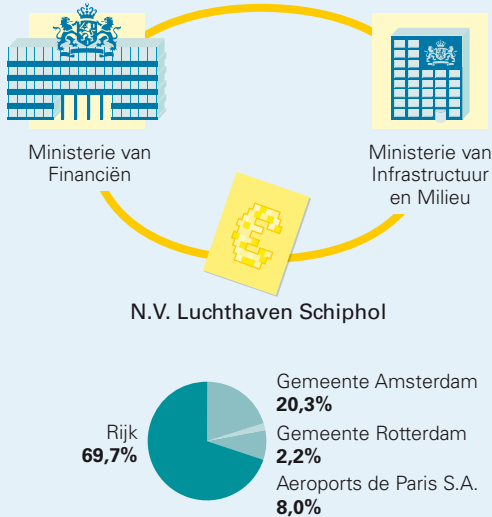 Ministerie van
Financiën
Ministerie van
Infrastructuur
en Milieu
€
N.V. Luchthaven Schiphol
Gemeente Amsterdam
20,3%
Rijk
69,7%
Gemeente Rotterdam
2,2%
Aeroports de Paris S.A.
8,0%